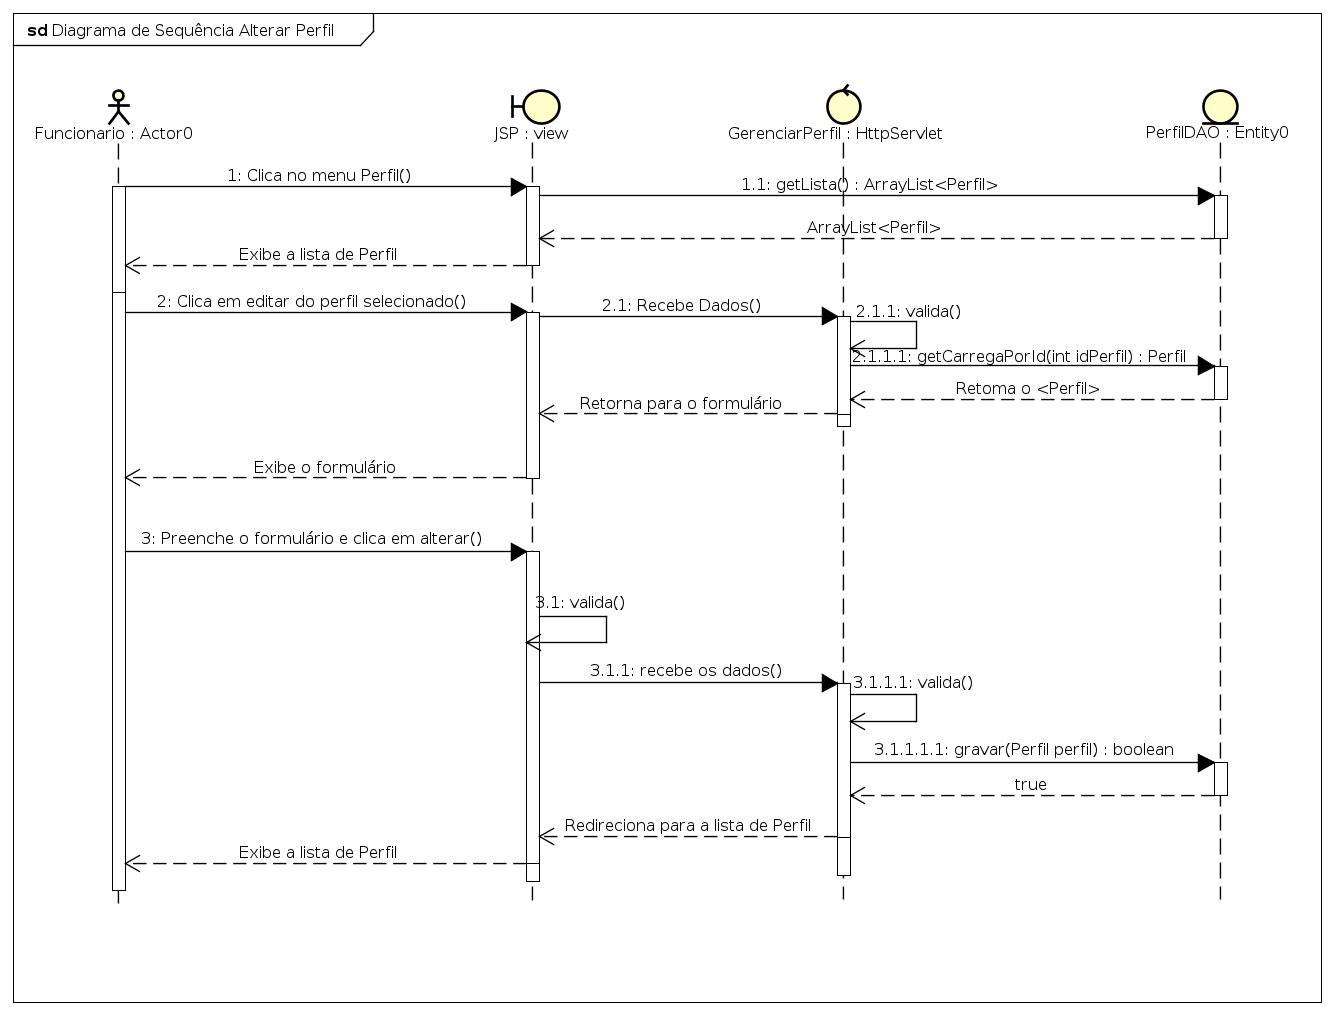 sd Diagrama de Sequência Alterar Perfil
Funcionario : Actor0
JSP : view
GerenciarPerfil : HttpServlet
PerfilDAO : Entity0
1: Clica no menu Perfil()
1.1: getLista() : ArrayList<Perfil>
ArrayList<Perfil>
Exibe a lista de Perfil
2: Clica em editar do perfil selecionado()
2.1: Recebe Dados()
2.1.1: valida()
2.1.1.1: getCarregaPorId(int idPerfil) : Perfil
Retorna o <Perfil>
Retorna para o formulário
Exibe o formulário
3: Preenche o formulário e clica em alterar()
3.1: valida()
3.1.1: recebe os dados()
3.1.1.1: valida()
3.1.1.1.1: gravar(Perfil perfil) : boolean
true
Redireciona para a lista de Perfil
Exibe a lista de Perfil